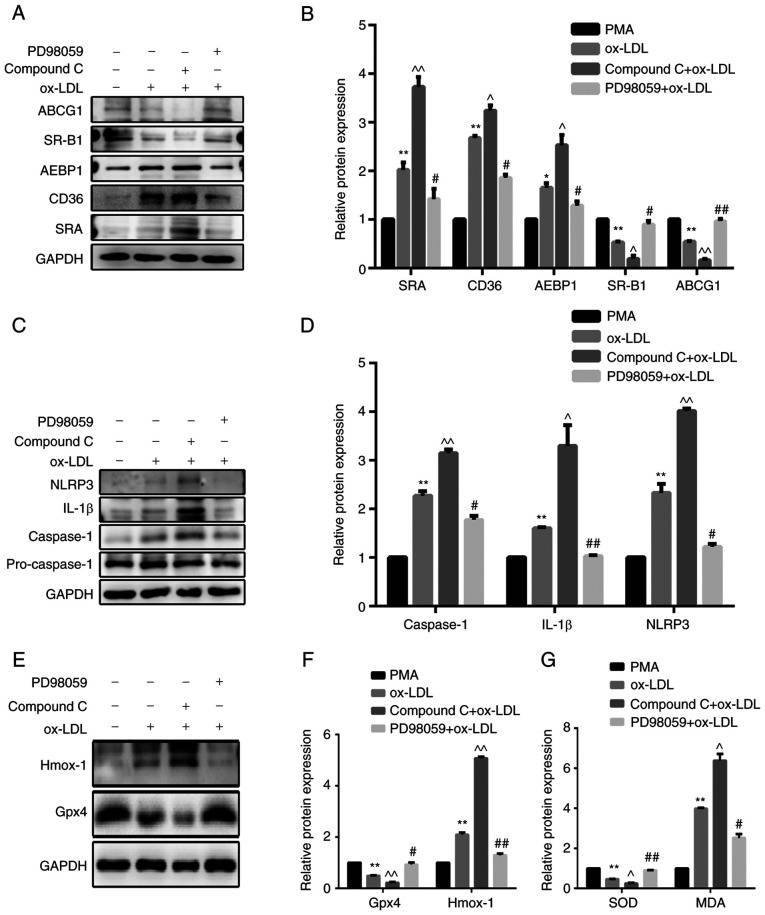 A
PD98059 – – – +
Compound C – – + –
ox-LDL – + + +
ABCG1
SR-B1
AEBP1
CD36
SRA
GAPDH
B
PMA
ox-LDL
Compound C+ox-LDL
PD98059+ox-LDL
Relative protein expression
5
4
3
2
1
0
** ^^ #
** ^ #
* ^ #
** ^ #
** ^^ ##
SRA CD36 AEBP1 SR-B1 ABCG1
C
PD98059 – – – +
Compound C – – + –
ox-LDL – + + +
NLRP3
IL-1β
Caspase-1
Pro-caspase-1
GAPDH
D
PMA
ox-LDL
Compound C+ox-LDL
PD98059+ox-LDL
Relative protein expression
5
4
3
2
1
0
** ^^ #
** ^ ##
** ^^ #
Caspase-1 IL-1β NLRP3
E
PD98059 – – – +
Compound C – – + –
ox-LDL – + + +
Hmox-1
Gpx4
GAPDH
F
PMA
ox-LDL
Compound C+ox-LDL
PD98059+ox-LDL
Relative protein expression
6
4
2
0
** ^^ #
** ^^ ##
Gpx4 Hmox-1
G
PMA
ox-LDL
Compound C+ox-LDL
PD98059+ox-LDL
Relative protein expression
8
6
4
2
0
** ^ ##
** ^ #
SOD MDA